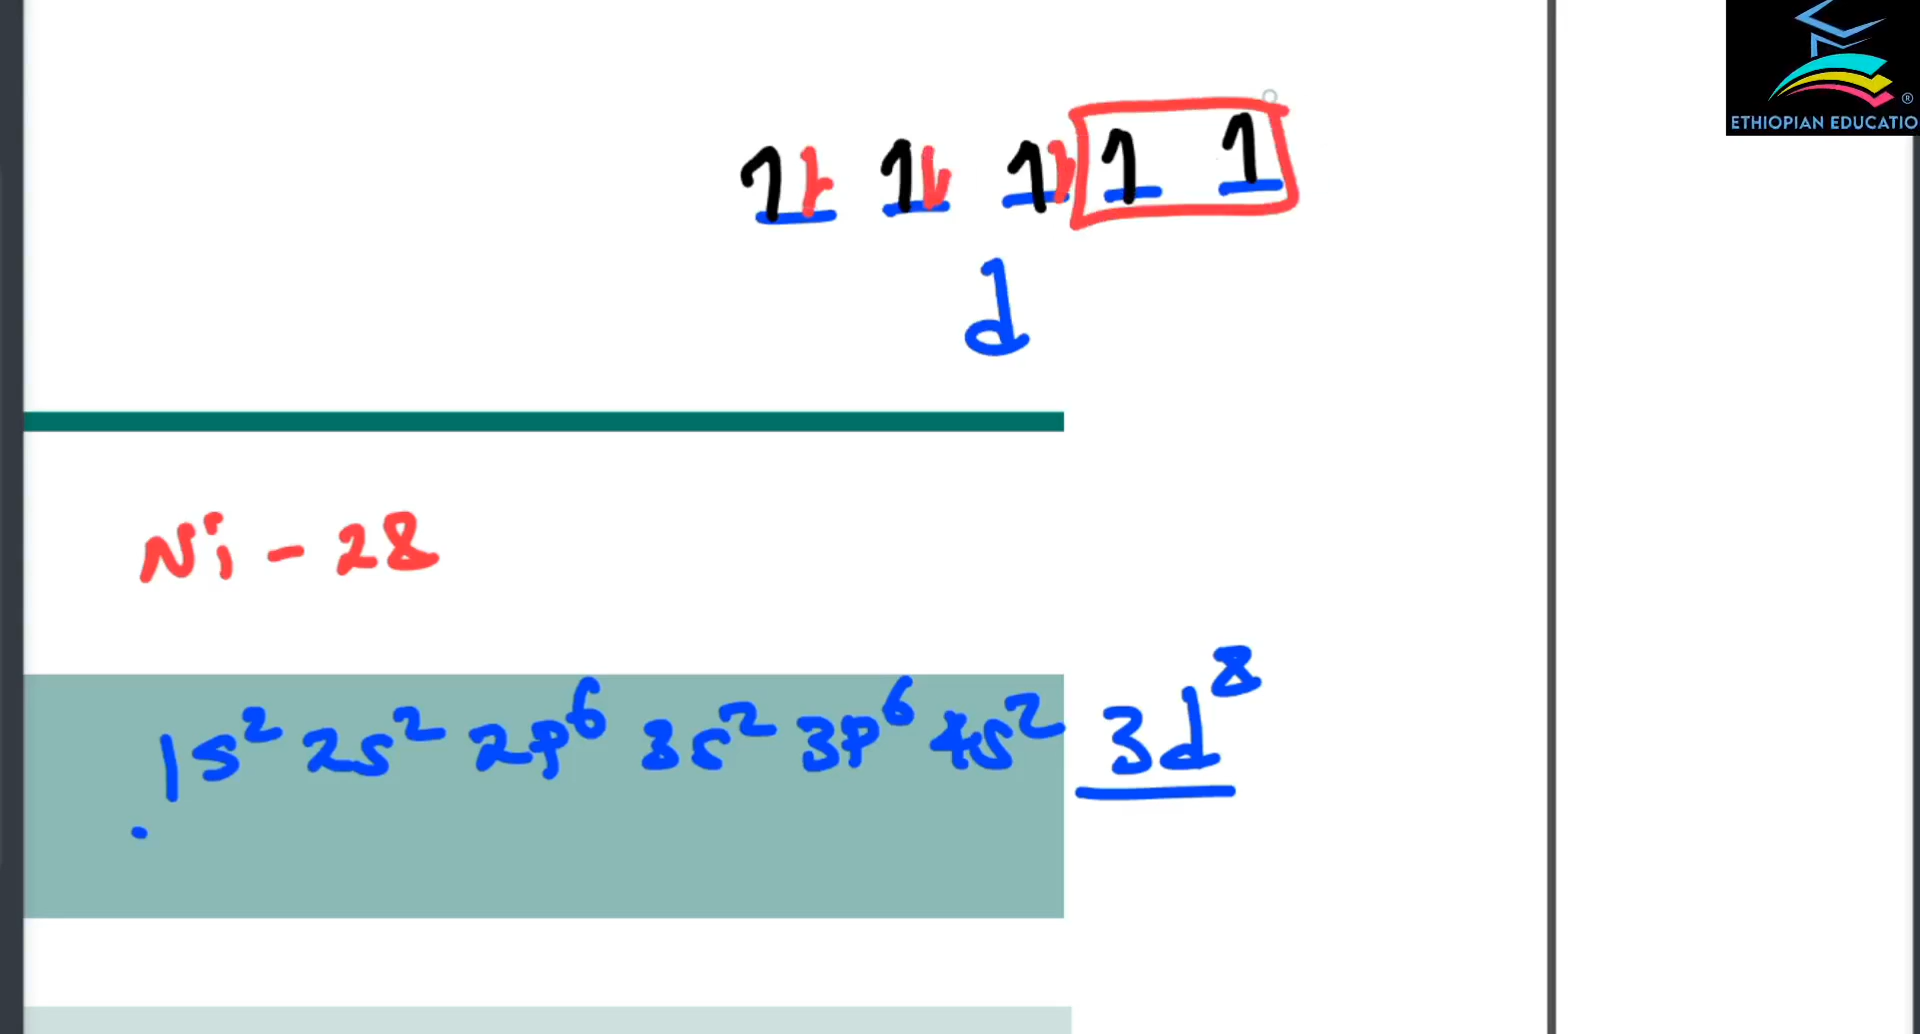 ETHIOPIAN EDUCATIO
®
1⇂ 1⇂ 1⇂ 1 1
d
Ni - 28
1s² 2s² 2p⁶ 3s² 3p⁶ 4s² 3d⁸